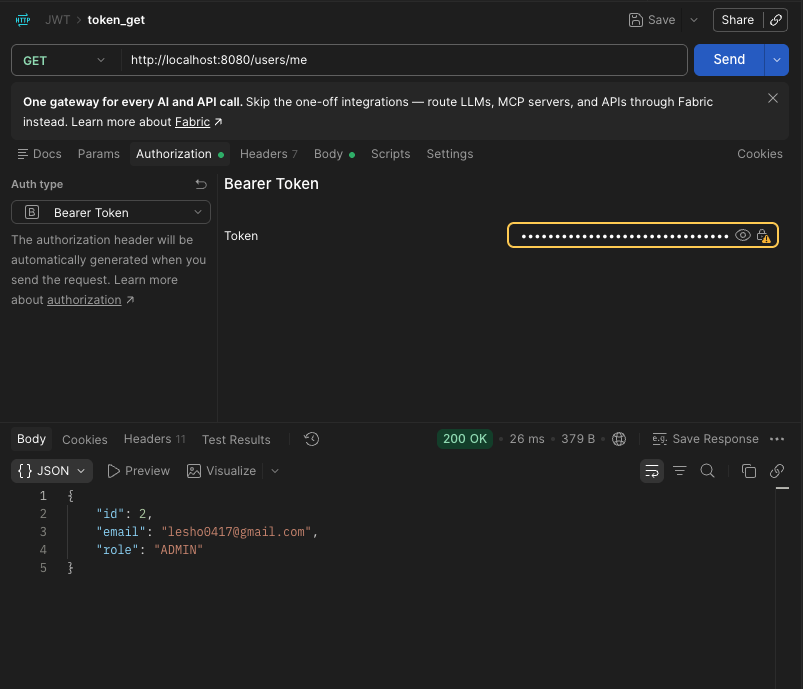 HTTP JWT > token_get Save Share
GET http://localhost:8080/users/me Send
One gateway for every AI and API call. Skip the one-off integrations — route LLMs, MCP servers, and APIs through Fabric
instead. Learn more about Fabric ↗
Docs Params Authorization Headers 7 Body Scripts Settings Cookies
Auth type
B Bearer Token
The authorization header will be
automatically generated when you
send the request. Learn more
about authorization ↗
Bearer Token
Token ••••••••••••••••••••••••••••••
Body Cookies Headers 11 Test Results 200 OK • 26 ms • 379 B • e.g. Save Response
{} JSON Preview Visualize
1 {
2 "id": 2,
3 "email": "lesho0417@gmail.com",
4 "role": "ADMIN"
5 }